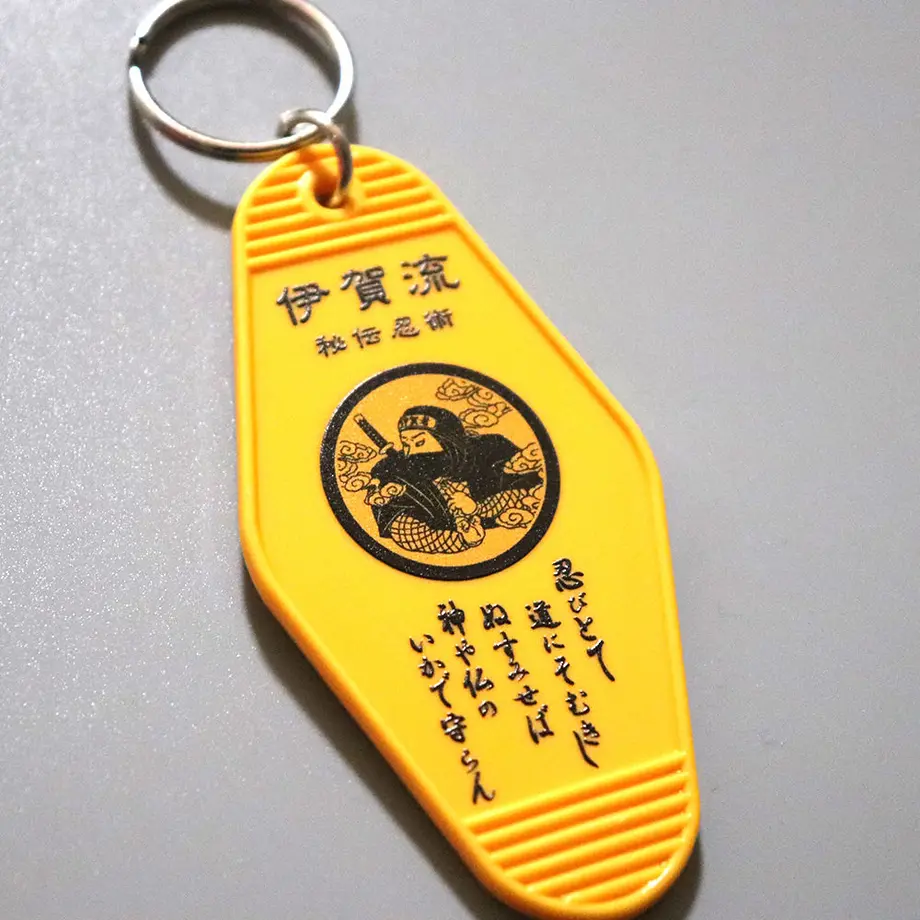 伊賀流
秘伝忍術
忍びとて
道にそむきし
ぬすみせば
神や仏の
いかで守らん